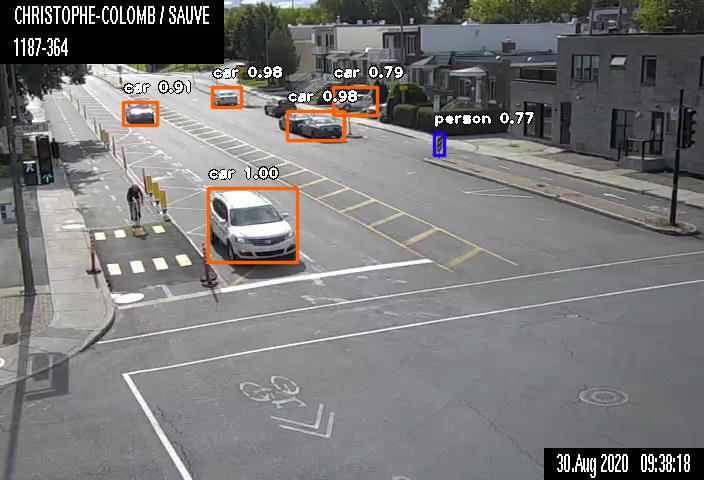 CHRISTOPHE-COLOMB / SAUVE
1187-364
car 0.98
car 0.79
car 0.91
car 0.98
person 0.77
car 1.00
30.Aug 2020 09:38:18